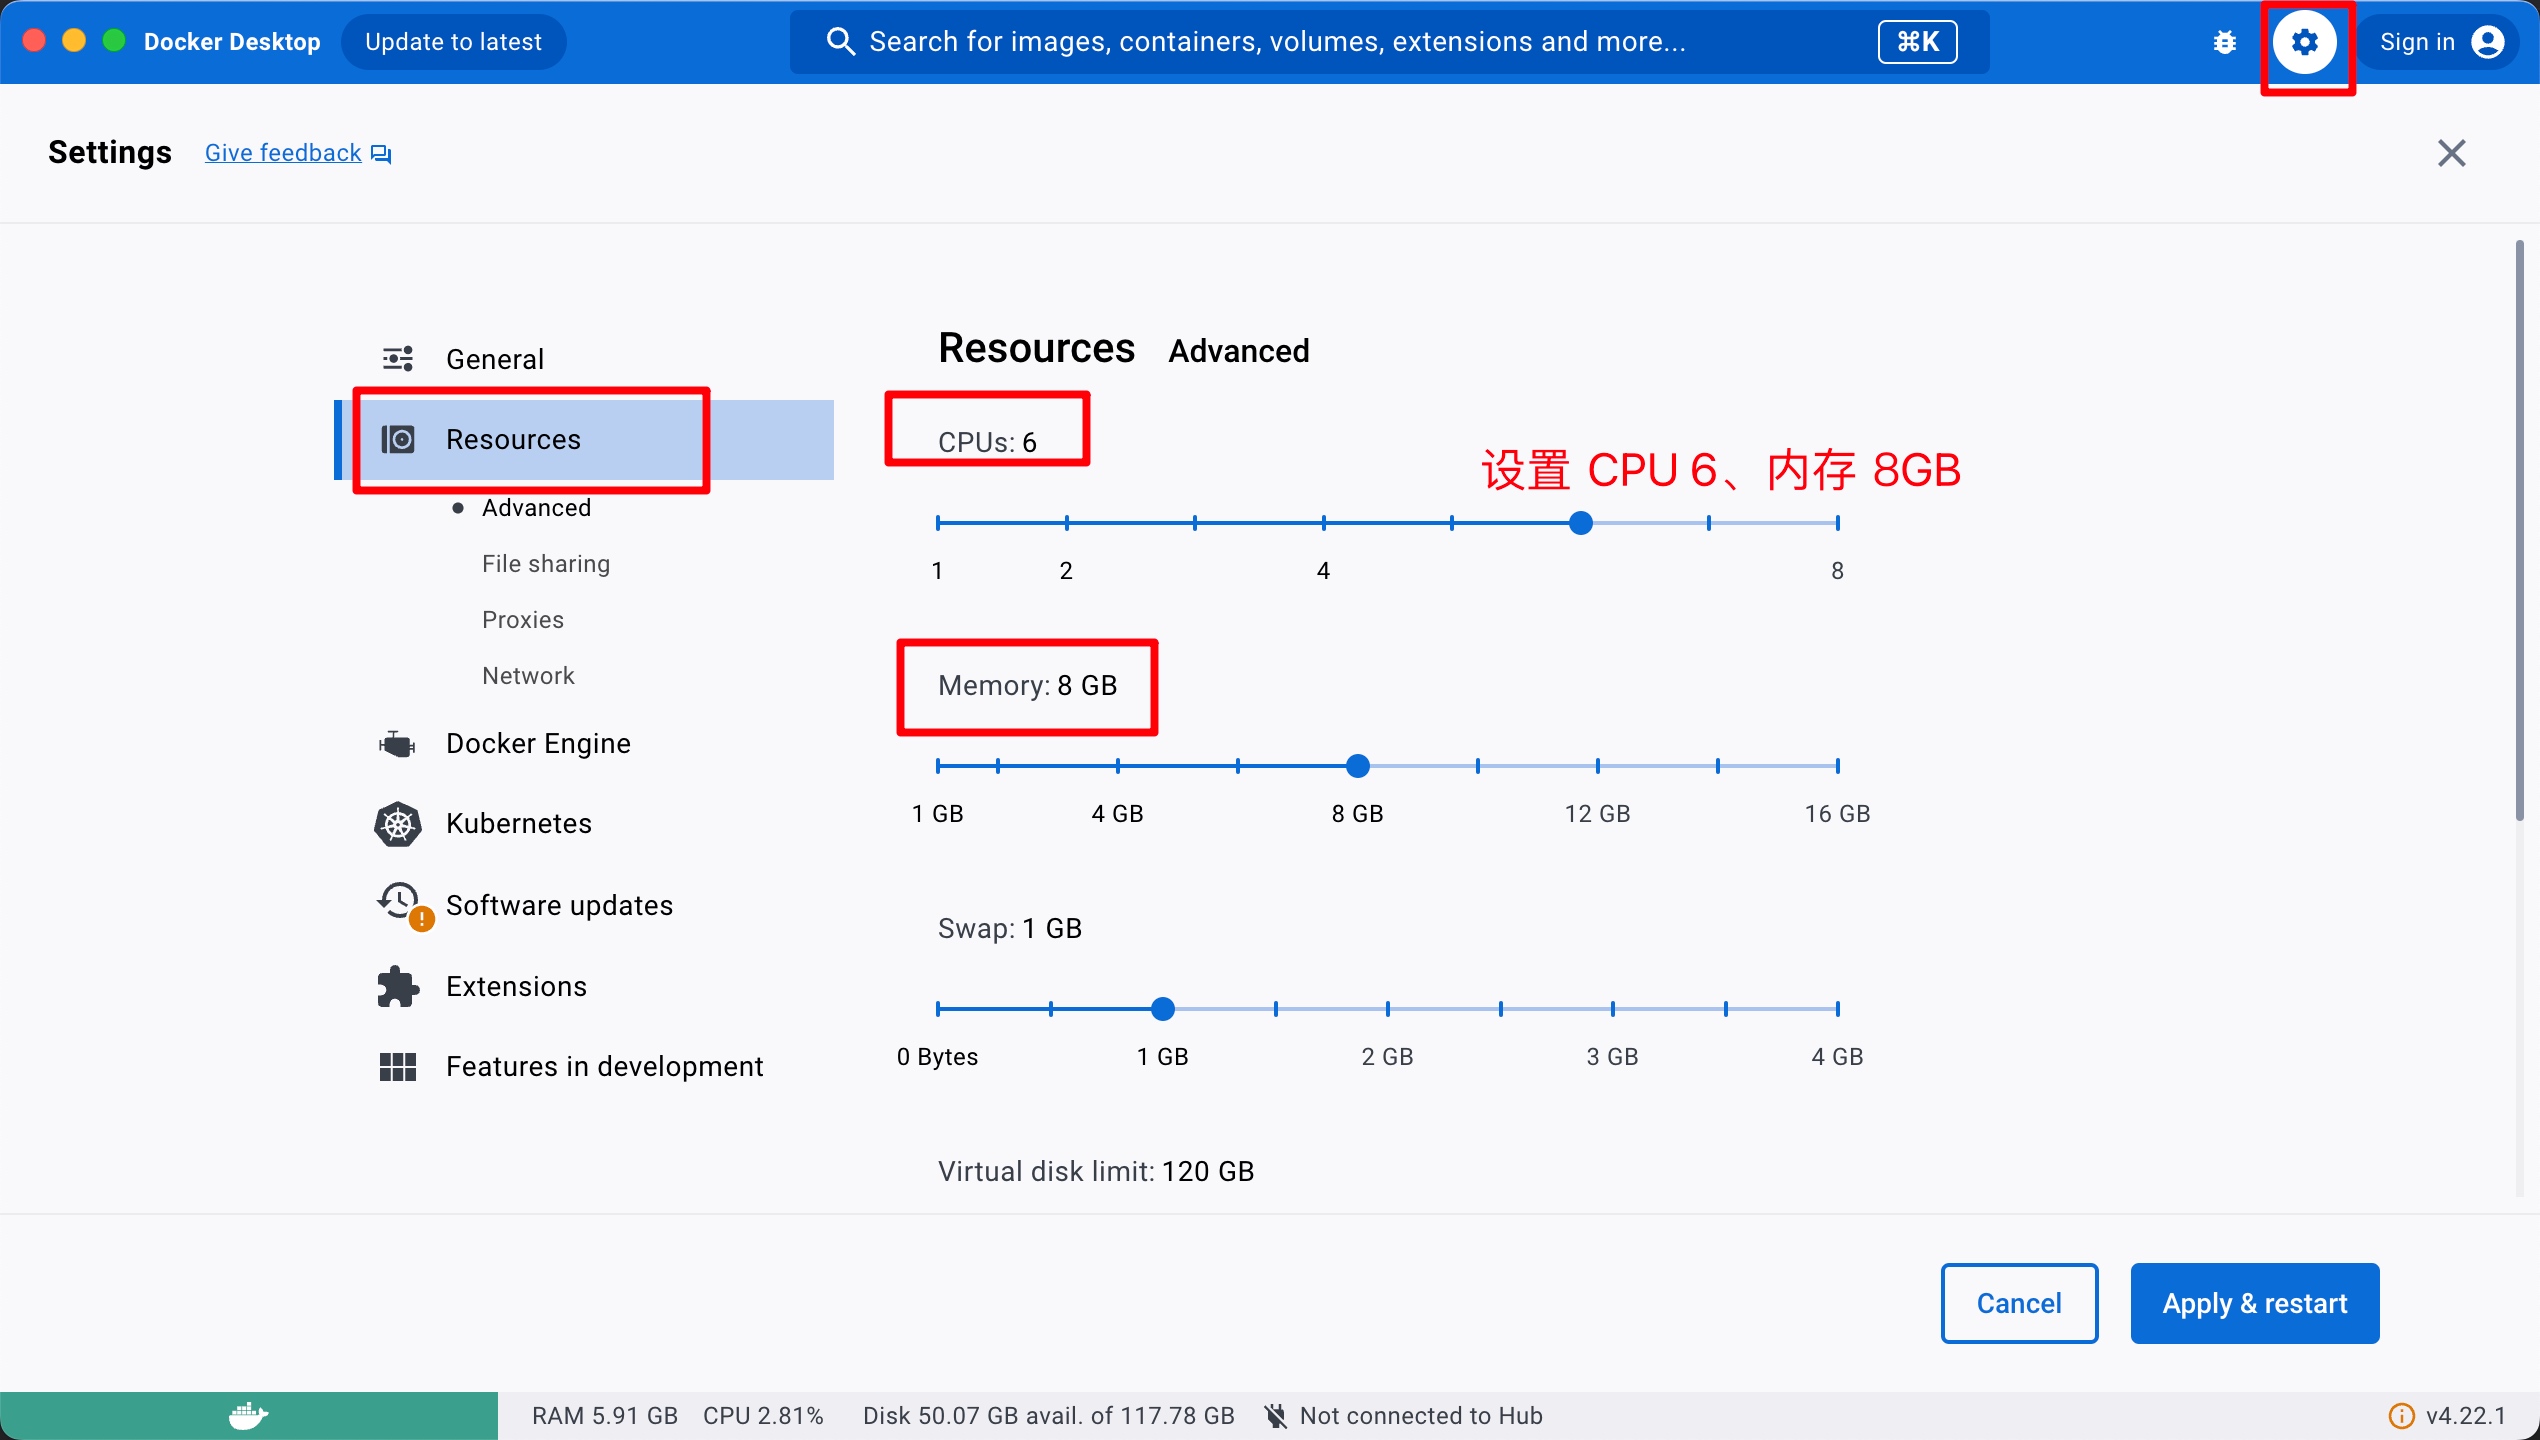 Docker Desktop
Update to latest
Search for images, containers, volumes, extensions and more...
⌘K
Sign in
Settings
Give feedback
General
Resources
Advanced
File sharing
Proxies
Network
Docker Engine
Kubernetes
Software updates
Extensions
Features in development
Resources Advanced
CPUs: 6
设置 CPU 6、内存 8GB
1 2 4 8
Memory: 8 GB
1 GB 4 GB 8 GB 12 GB 16 GB
Swap: 1 GB
0 Bytes 1 GB 2 GB 3 GB 4 GB
Virtual disk limit: 120 GB
Cancel
Apply & restart
RAM 5.91 GB CPU 2.81% Disk 50.07 GB avail. of 117.78 GB Not connected to Hub
v4.22.1